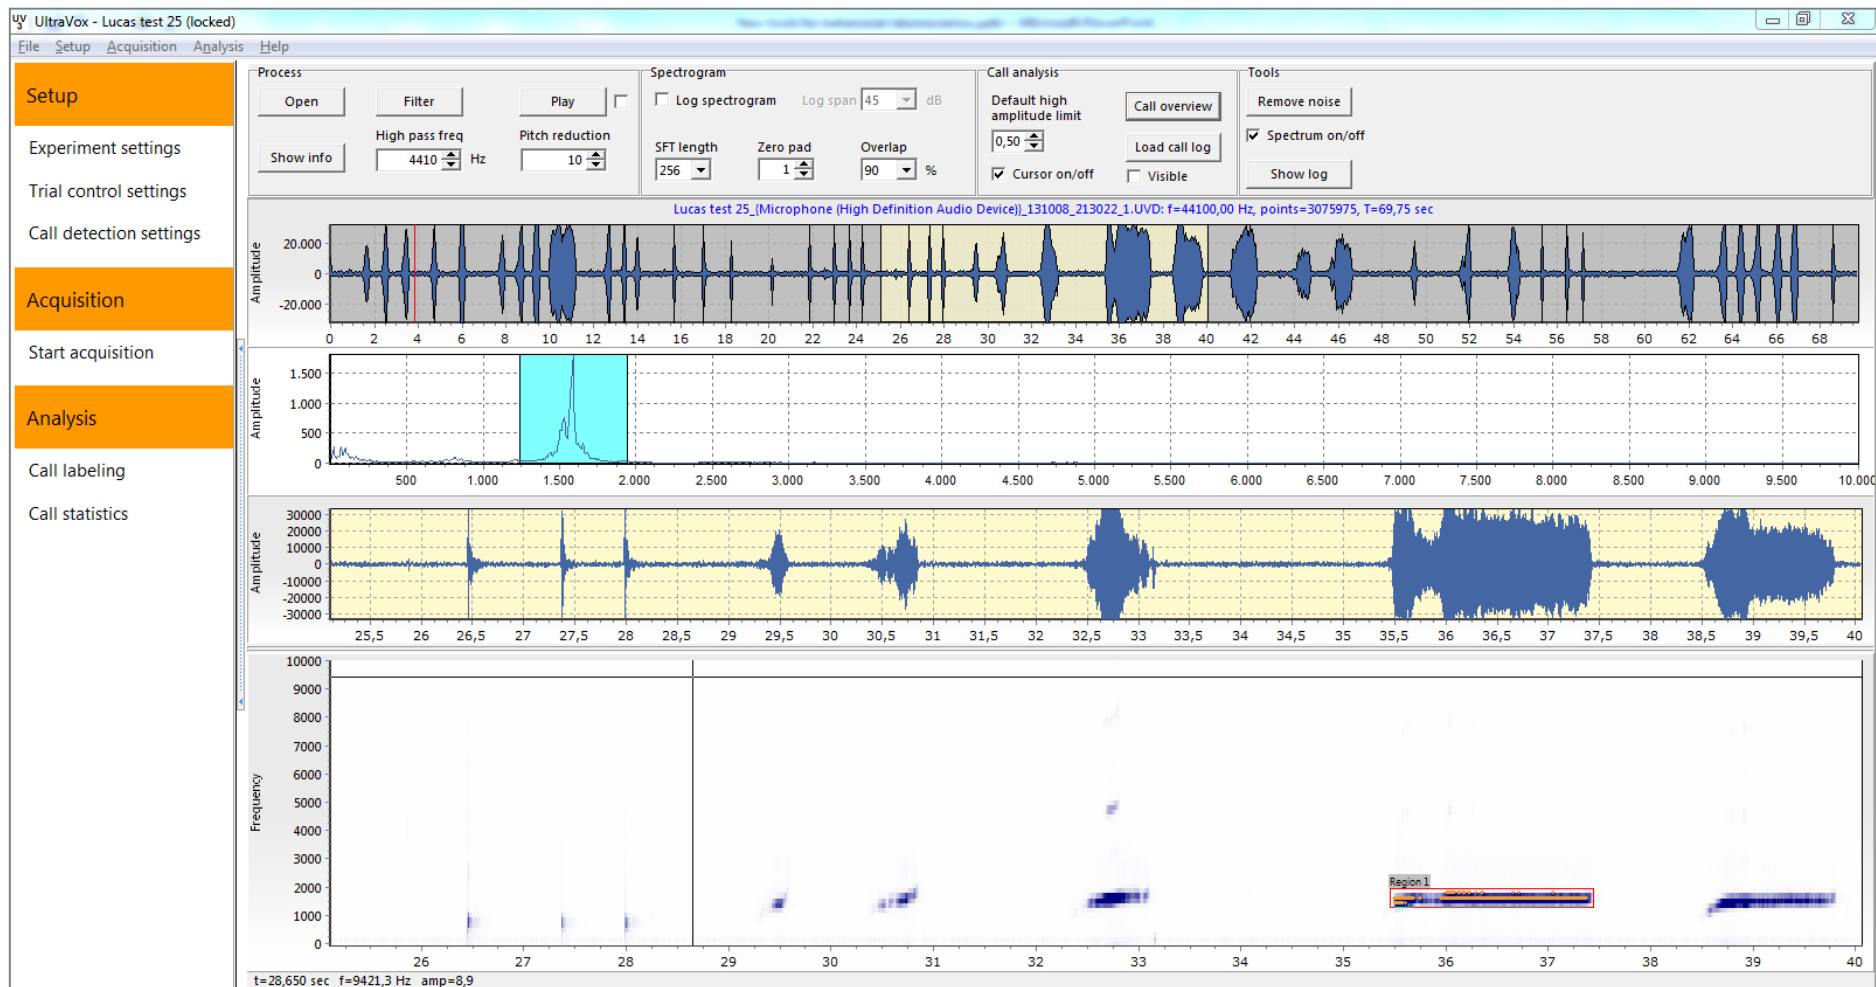 UV
3
UltraVox - Lucas test 25 (locked)
New tools for behavioral neuroscience.pptx - Microsoft PowerPoint
File Setup Acquisition Analysis Help
Setup
Experiment settings
Trial control settings
Call detection settings
Acquisition
Start acquisition
Analysis
Call labeling
Call statistics
Process
Open
Filter
Play
Show info
High pass freq
4410 Hz
Pitch reduction
10
Spectrogram
Log spectrogram
Log span 45 dB
SFT length
256
Zero pad
1
Overlap
90 %
Call analysis
Default high
amplitude limit
0,50
Cursor on/off
Call overview
Load call log
Visible
Tools
Remove noise
Spectrum on/off
Show log
Lucas test 25_{Microphone (High Definition Audio Device)}_131008_213022_1.UVD: f=44100,00 Hz, points=3075975, T=69,75 sec
Amplitude
20.000
0
-20.000
0 2 4 6 8 10 12 14 16 18 20 22 24 26 28 30 32 34 36 38 40 42 44 46 48 50 52 54 56 58 60 62 64 66 68
Amplitude
1.500
1.000
500
0
500 1.000 1.500 2.000 2.500 3.000 3.500 4.000 4.500 5.000 5.500 6.000 6.500 7.000 7.500 8.000 8.500 9.000 9.500 10.000
Amplitude
30000
20000
10000
0
-10000
-20000
-30000
25,5 26 26,5 27 27,5 28 28,5 29 29,5 30 30,5 31 31,5 32 32,5 33 33,5 34 34,5 35 35,5 36 36,5 37 37,5 38 38,5 39 39,5 40
Frequency
10000
9000
8000
7000
6000
5000
4000
3000
2000
1000
0
Region 1
26 27 28 29 30 31 32 33 34 35 36 37 38 39 40
t=28,650 sec f=9421,3 Hz amp=8,9